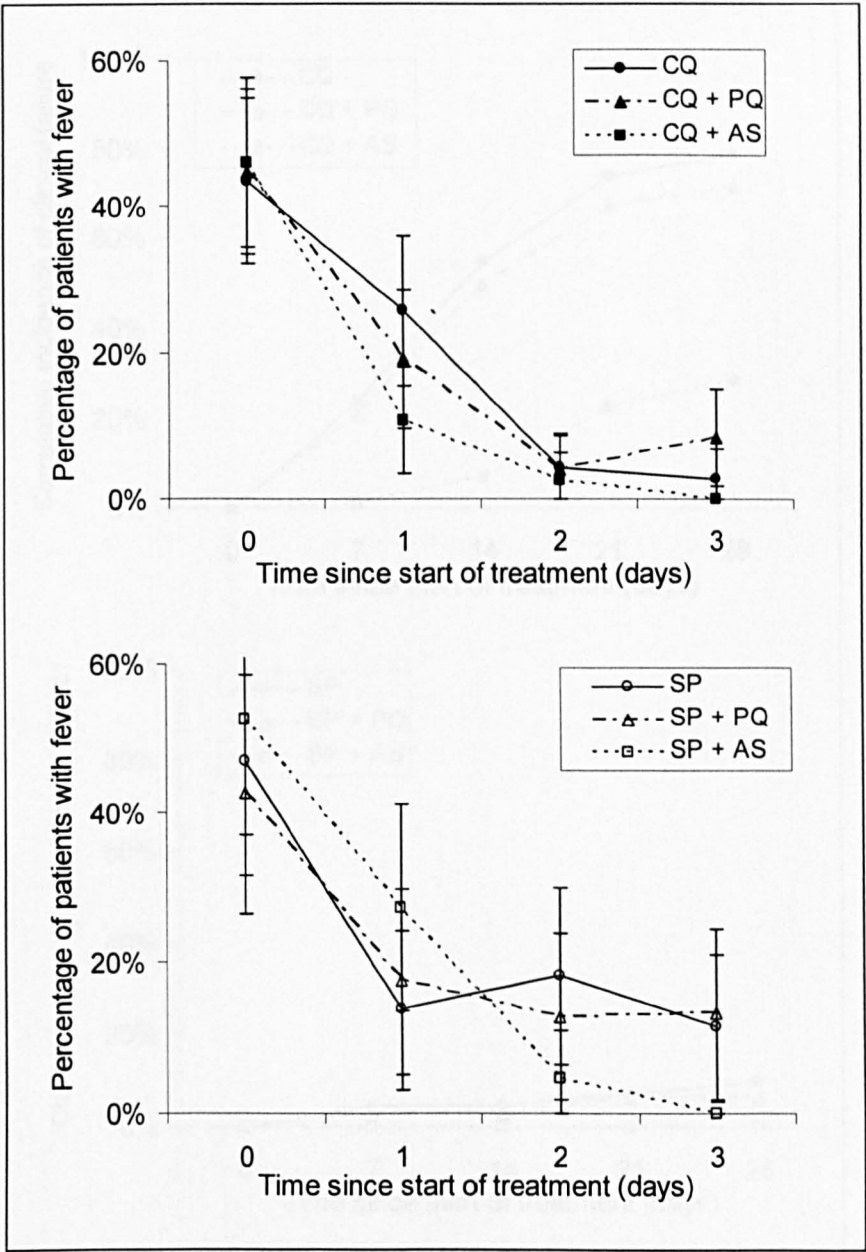 60%
40%
20%
0%
Percentage of patients with fever
CQ
CQ + PQ
CQ + AS
0 1 2 3
Time since start of treatment (days)
60%
40%
20%
0%
Percentage of patients with fever
SP
SP + PQ
SP + AS
0 1 2 3
Time since start of treatment (days)